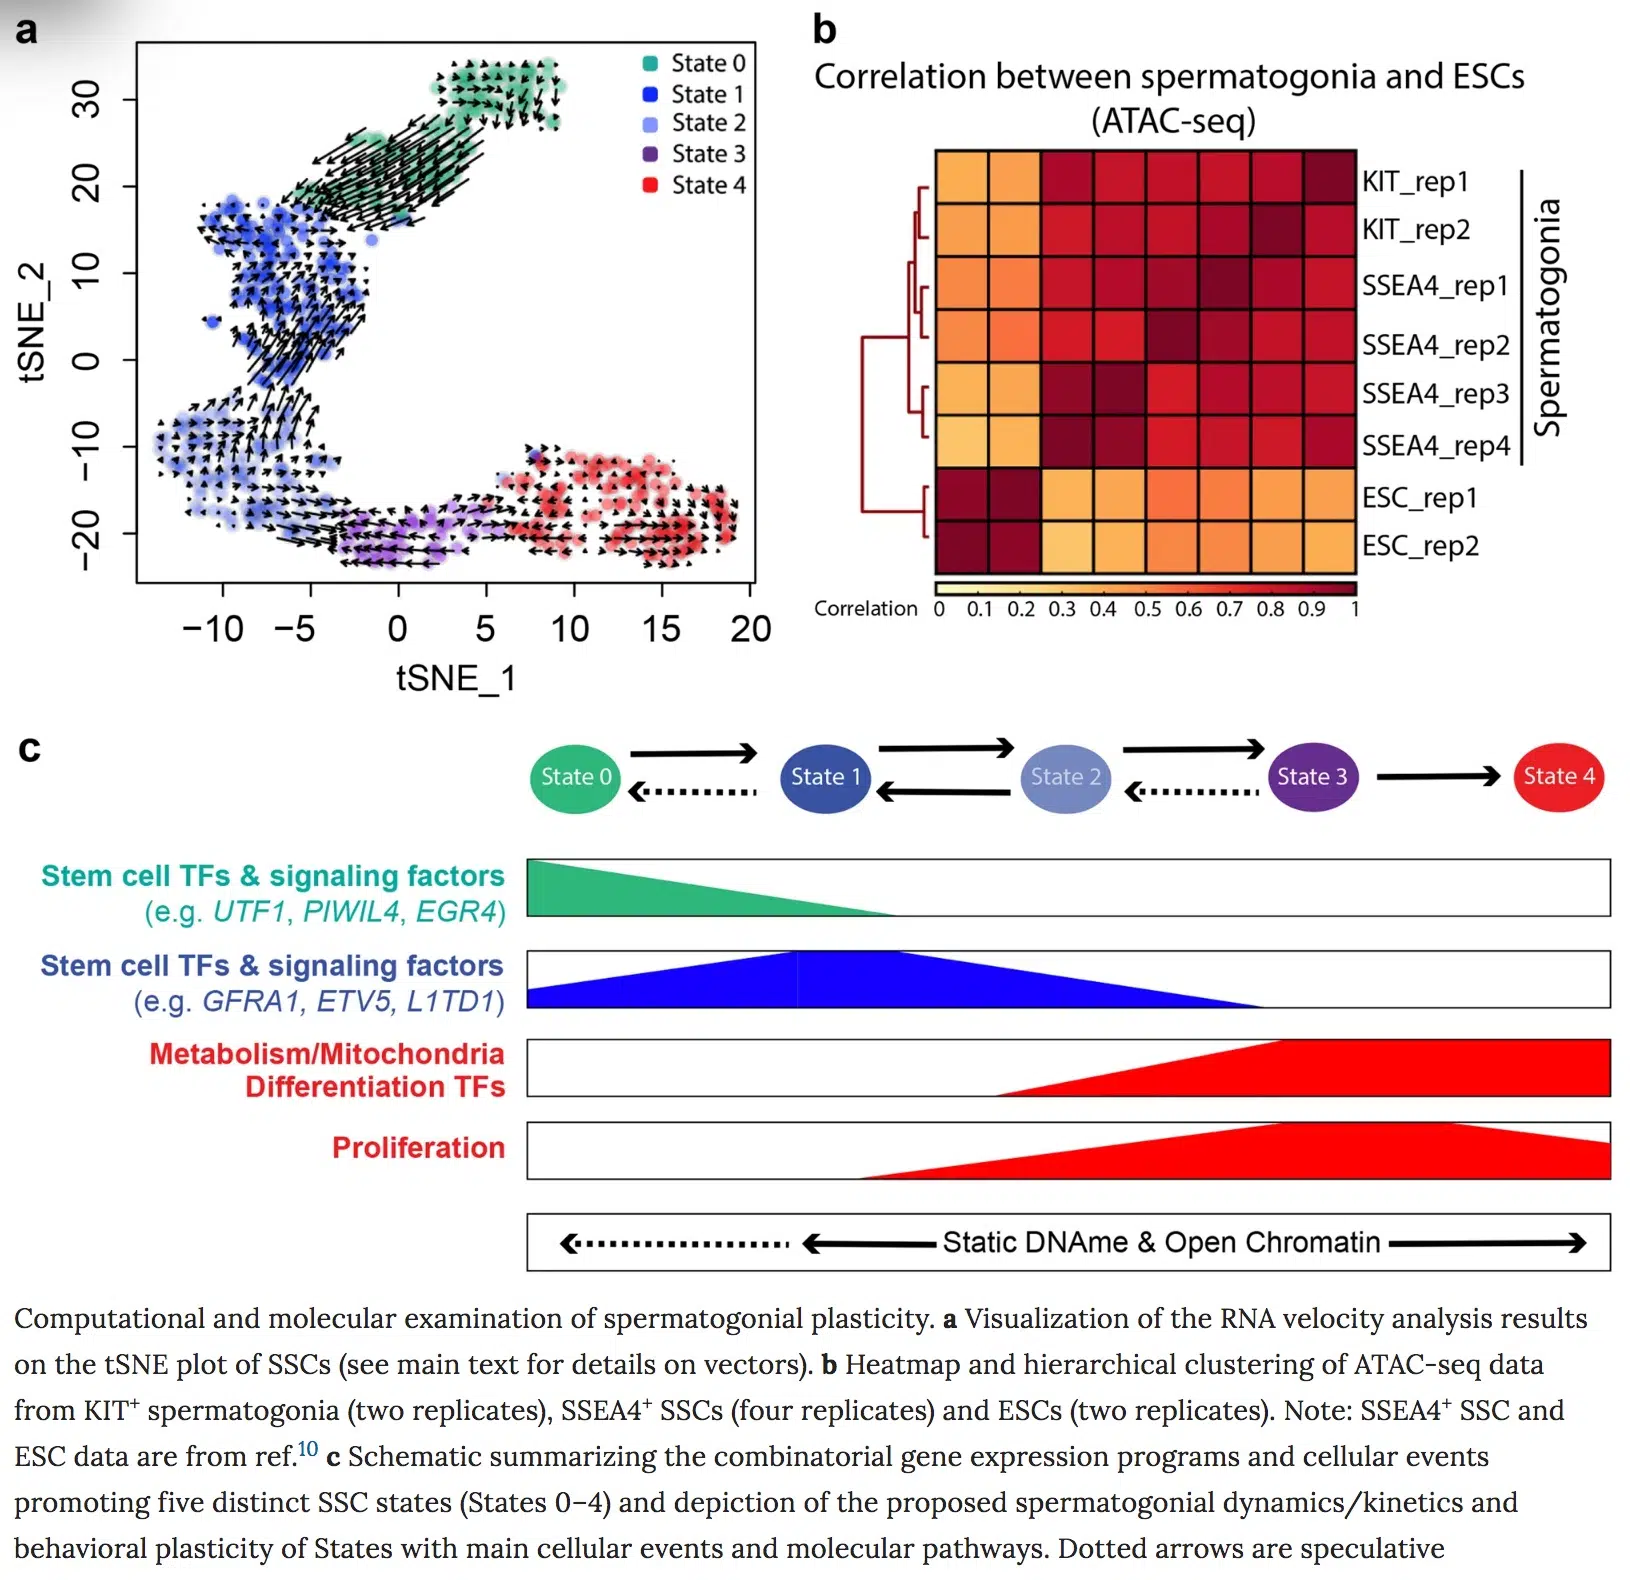 a
30
20
10
0
−10
−20
tSNE_2
−10 −5 0 5 10 15 20
tSNE_1
State 0
State 1
State 2
State 3
State 4
b
Correlation between spermatogonia and ESCs
(ATAC-seq)
KIT_rep1
KIT_rep2
SSEA4_rep1
SSEA4_rep2
SSEA4_rep3
SSEA4_rep4
ESC_rep1
ESC_rep2
Spermatogonia
Correlation 0 0.1 0.2 0.3 0.4 0.5 0.6 0.7 0.8 0.9 1
c
State 0 State 1 State 2 State 3 State 4
Stem cell TFs & signaling factors
(e.g. UTF1, PIWIL4, EGR4)
Stem cell TFs & signaling factors
(e.g. GFRA1, ETV5, L1TD1)
Metabolism/Mitochondria
Differentiation TFs
Proliferation
Static DNAme & Open Chromatin
Computational and molecular examination of spermatogonial plasticity. a Visualization of the RNA velocity analysis results
on the tSNE plot of SSCs (see main text for details on vectors). b Heatmap and hierarchical clustering of ATAC-seq data
from KIT⁺ spermatogonia (two replicates), SSEA4⁺ SSCs (four replicates) and ESCs (two replicates). Note: SSEA4⁺ SSC and
ESC data are from ref.¹⁰ c Schematic summarizing the combinatorial gene expression programs and cellular events
promoting five distinct SSC states (States 0–4) and depiction of the proposed spermatogonial dynamics/kinetics and
behavioral plasticity of States with main cellular events and molecular pathways. Dotted arrows are speculative